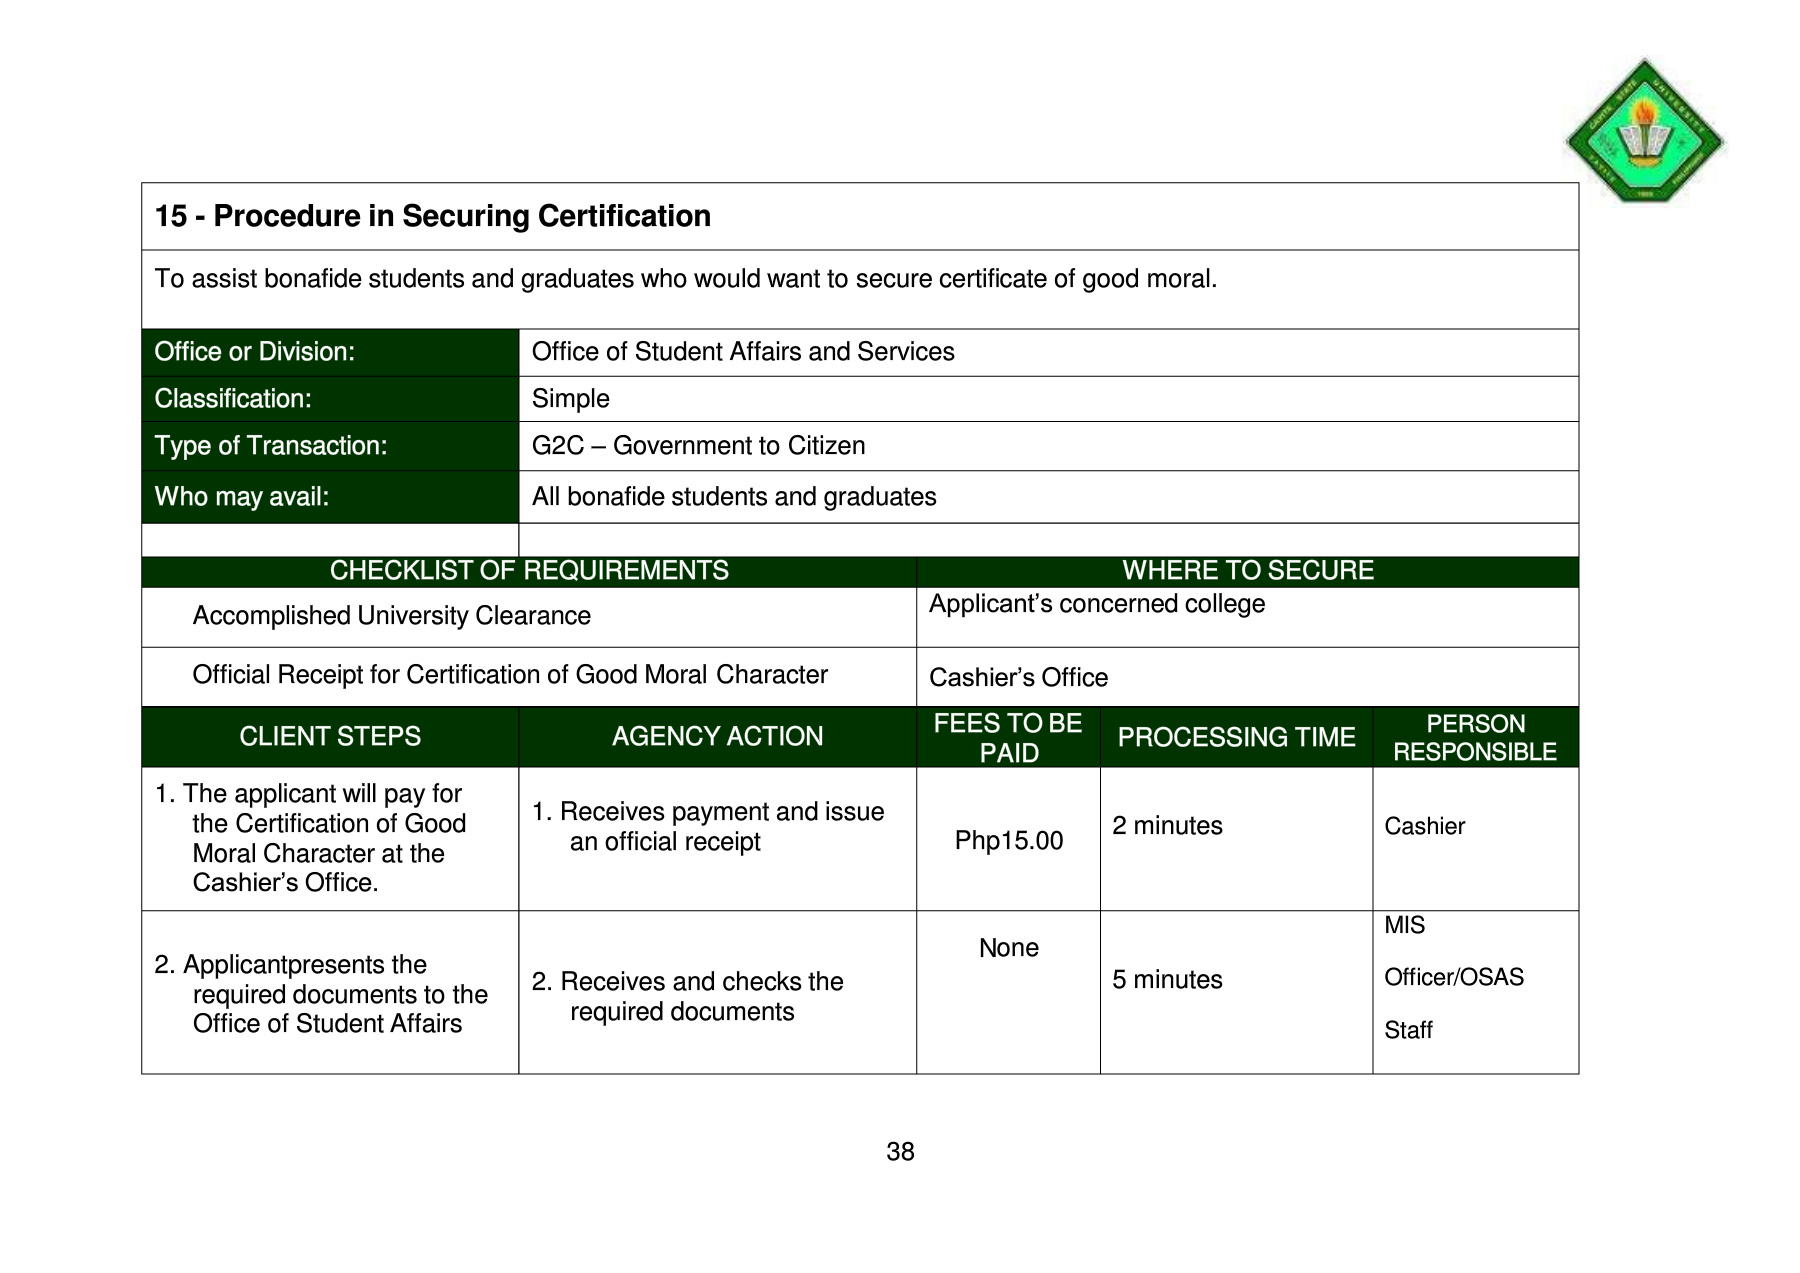 CAVITE STATE UNIVERSITY
15 - Procedure in Securing Certification
To assist bonafide students and graduates who would want to secure certificate of good moral.
Office or Division:
Office of Student Affairs and Services
Classification:
Simple
Type of Transaction:
G2C – Government to Citizen
Who may avail:
All bonafide students and graduates
CHECKLIST OF REQUIREMENTS
WHERE TO SECURE
Accomplished University Clearance
Applicant’s concerned college
Official Receipt for Certification of Good Moral Character
Cashier’s Office
CLIENT STEPS
AGENCY ACTION
FEES TO BE
PAID
PROCESSING TIME
PERSON
RESPONSIBLE
1. The applicant will pay for
the Certification of Good
Moral Character at the
Cashier’s Office.
1. Receives payment and issue
an official receipt
Php15.00
2 minutes
Cashier
2. Applicantpresents the
required documents to the
Office of Student Affairs
2. Receives and checks the
required documents
None
5 minutes
MIS
Officer/OSAS
Staff
38